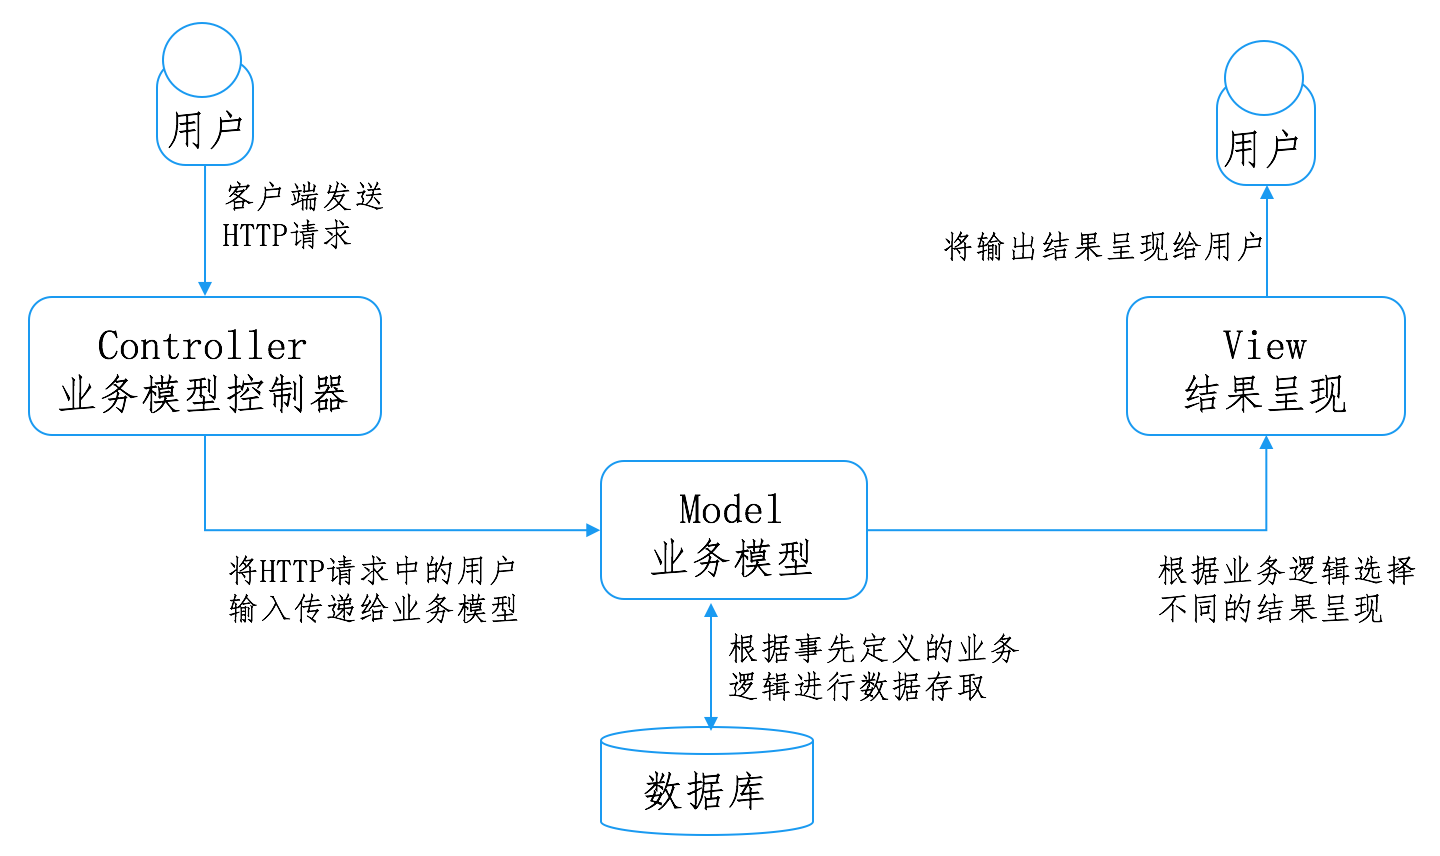 用户
客户端发送
HTTP请求
Controller
业务模型控制器
将HTTP请求中的用户
输入传递给业务模型
Model
业务模型
根据事先定义的业务
逻辑进行数据存取
数据库
根据业务逻辑选择
不同的结果呈现
View
结果呈现
将输出结果呈现给用户
用户